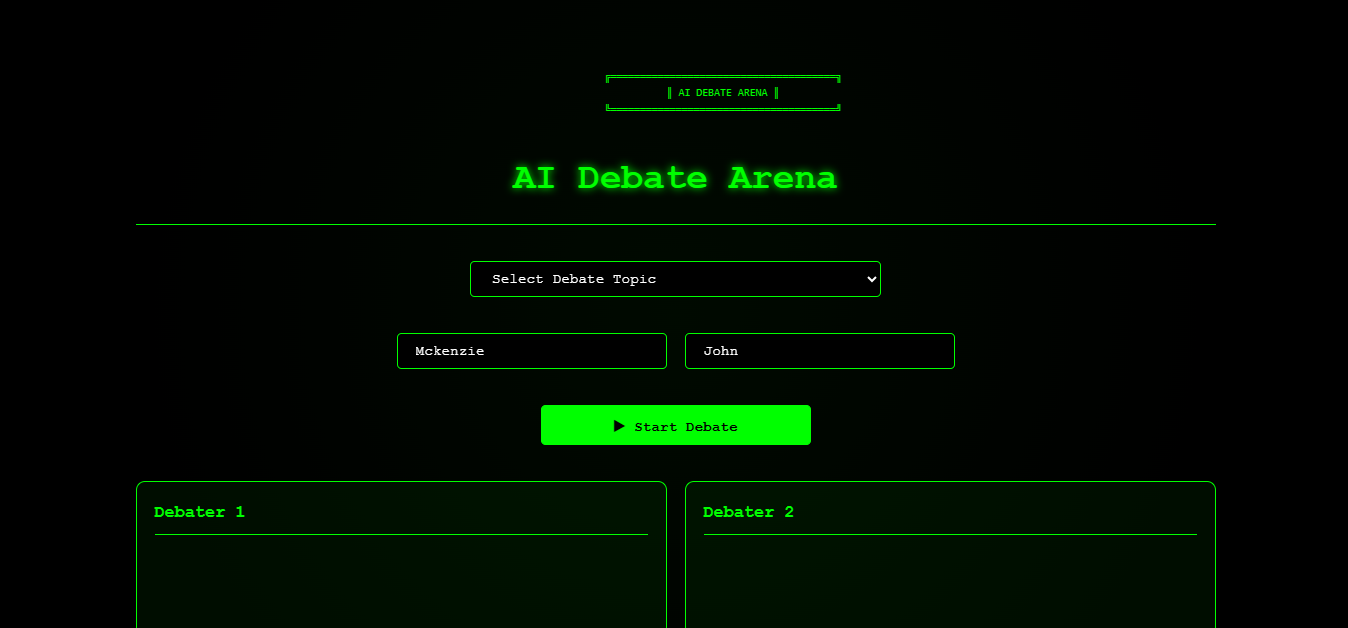 ╔══════════════════════════════════════╗
║ AI DEBATE ARENA ║
╚══════════════════════════════════════╝
AI Debate Arena
Select Debate Topic
Mckenzie John
▶ Start Debate
Debater 1 Debater 2